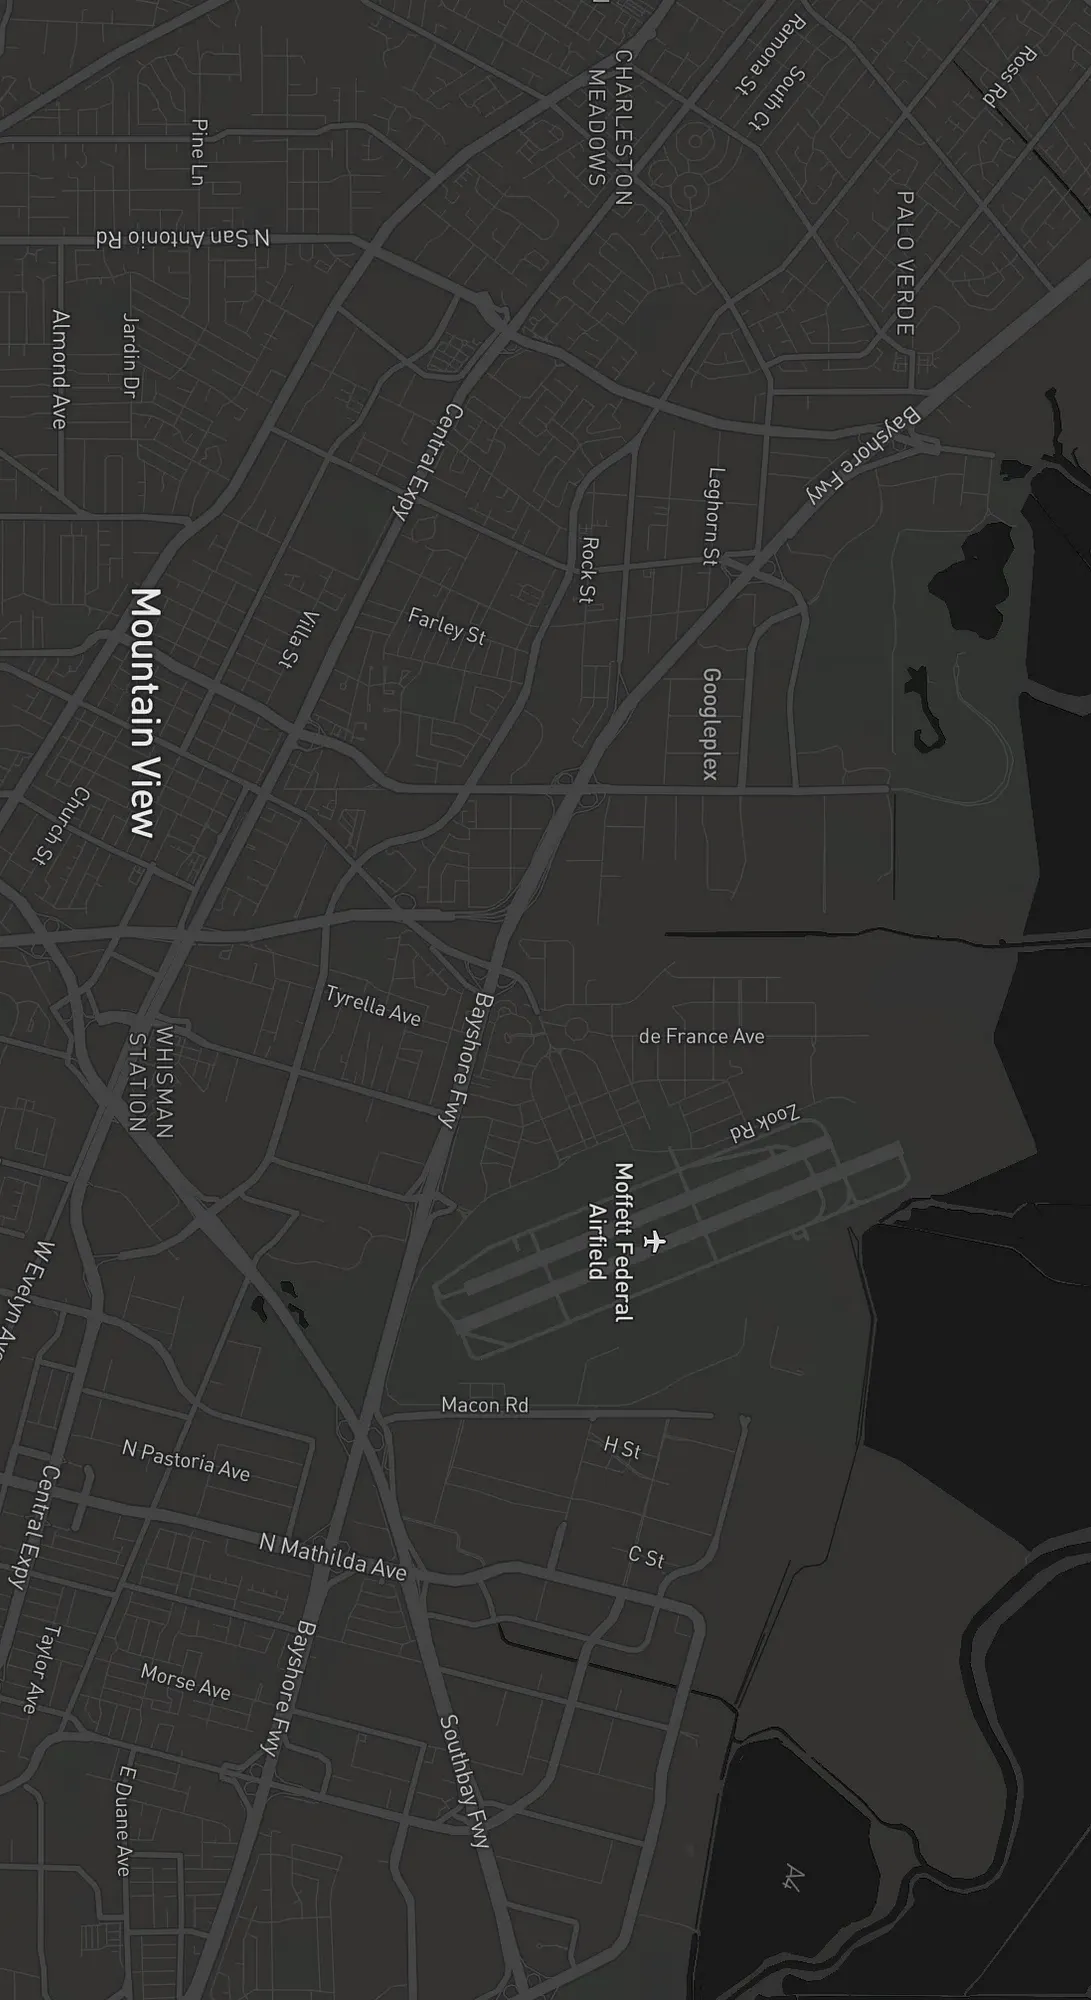 CHARLESTON
MEADOWS
Ramona St
South Ct
Ross Rd
Pine Ln
PALO VERDE
N San Antonio Rd
Almond Ave
Jardin Dr
Central Expy
Bayshore Fwy
Leghorn St
Rock St
Farley St
Villa St
Mountain View
Googleplex
Church St
Tyrella Ave
Bayshore Fwy
de France Ave
WHISMAN
STATION
Zook Rd
Moffett Federal
Airfield
W Evelyn Ave
Macon Rd
H St
N Pastoria Ave
Central Expy
N Mathilda Ave
C St
Bayshore Fwy
Taylor Ave
Morse Ave
Southbay Fwy
E Duane Ave
A4